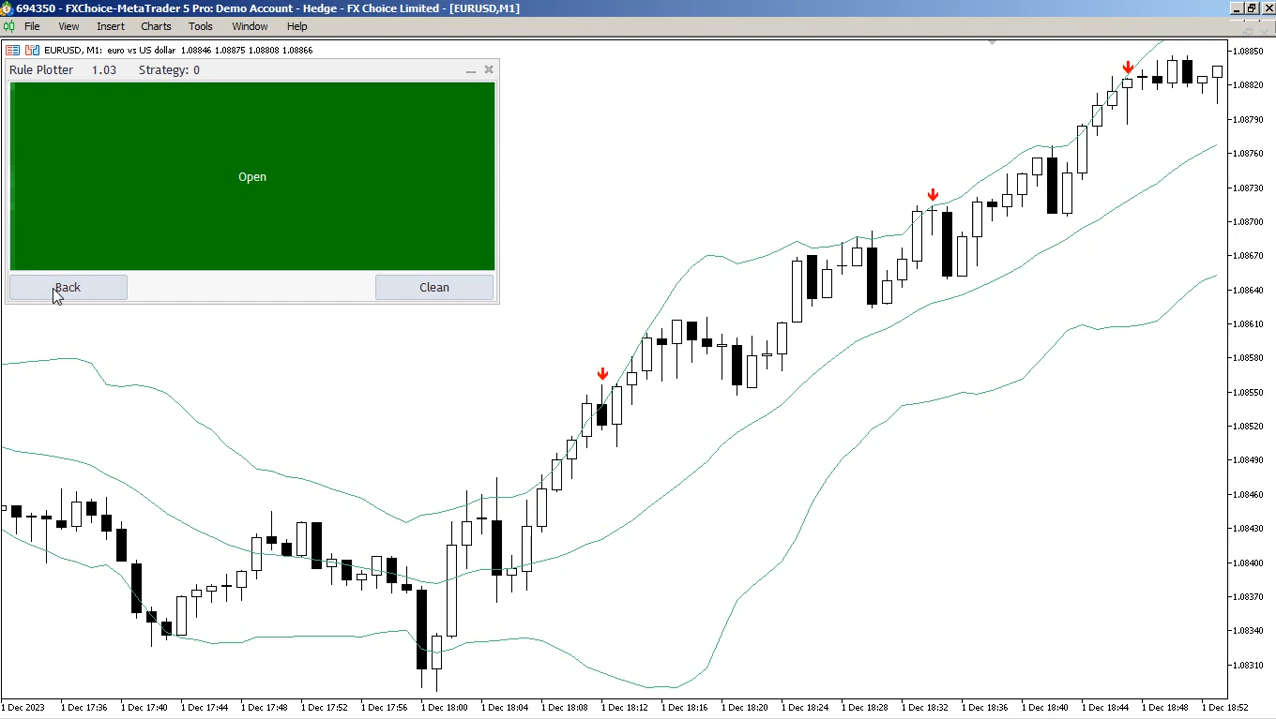 694350 - FXChoice-MetaTrader 5 Pro: Demo Account - Hedge - FX Choice Limited - [EURUSD,M1]
File View Insert Charts Tools Window Help
EURUSD, M1: euro vs US dollar 1.08846 1.08875 1.08808 1.08866
Rule Plotter 1.03 Strategy: 0
Open
Back Clean
1.08850
1.08820
1.08790
1.08760
1.08730
1.08700
1.08670
1.08640
1.08610
1.08580
1.08550
1.08520
1.08490
1.08460
1.08430
1.08400
1.08370
1.08340
1.08310
1 Dec 2023 1 Dec 17:36 1 Dec 17:40 1 Dec 17:44 1 Dec 17:48 1 Dec 17:52 1 Dec 17:56 1 Dec 18:00 1 Dec 18:04 1 Dec 18:08 1 Dec 18:12 1 Dec 18:16 1 Dec 18:20 1 Dec 18:24 1 Dec 18:28 1 Dec 18:32 1 Dec 18:36 1 Dec 18:40 1 Dec 18:44 1 Dec 18:48 1 Dec 18:52